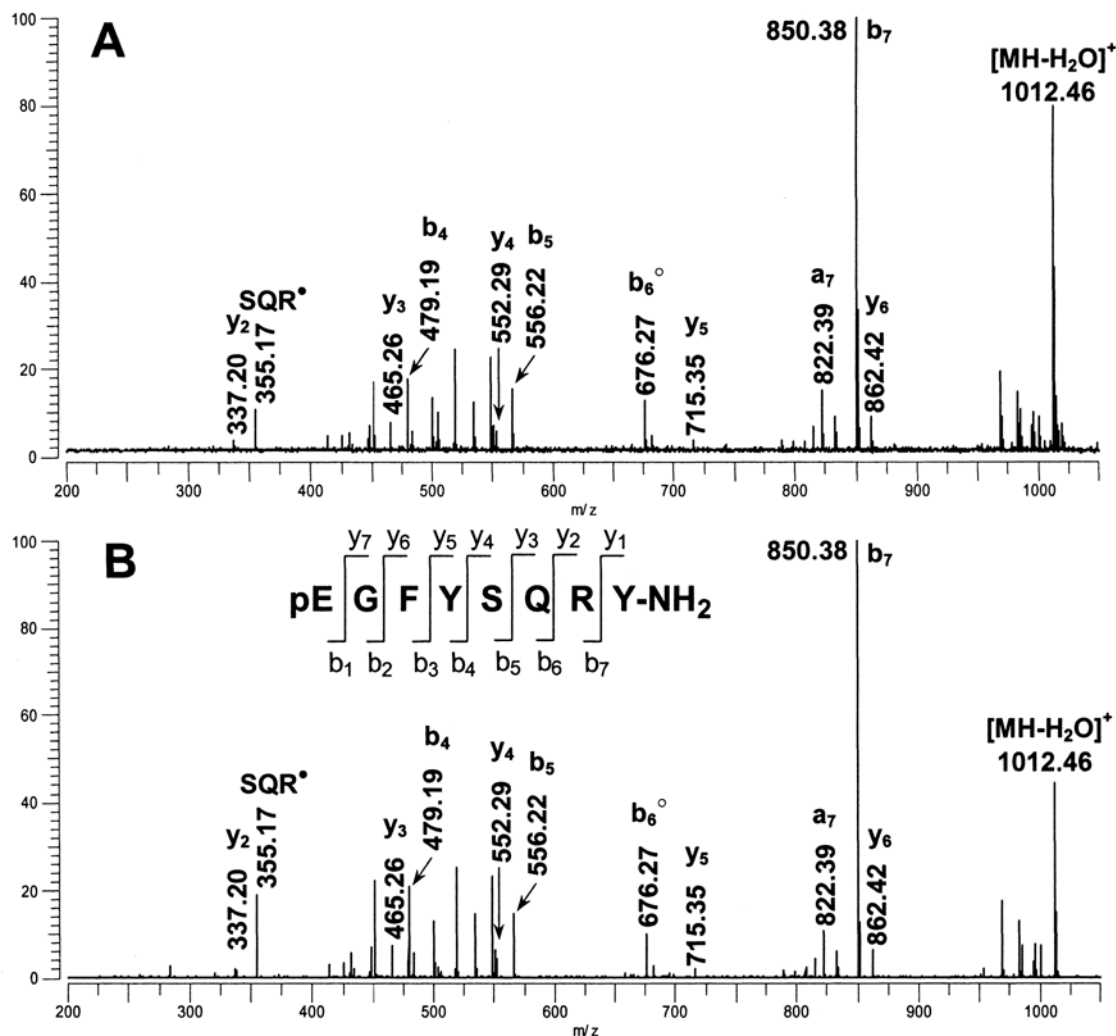 A
100
80
60
40
20
0
850.38 b₇
[MH-H₂O]⁺
1012.46
SQR●
y₂
337.20
355.17
y₃
465.26
b₄
479.19
y₄
552.29
b₅
556.22
b₆°
676.27
y₅
715.35
a₇
822.39
y₆
862.42
200 300 400 500 600 700 800 900 1000
m/z
B
100
80
60
40
20
0
y₇ y₆ y₅ y₄ y₃ y₂ y₁
pE G F Y S Q R Y-NH₂
b₁ b₂ b₃ b₄ b₅ b₆ b₇
850.38 b₇
[MH-H₂O]⁺
1012.46
SQR●
y₂
337.20
355.17
y₃
465.26
b₄
479.19
y₄
552.29
b₅
556.22
b₆°
676.27
y₅
715.35
a₇
822.39
y₆
862.42
200 300 400 500 600 700 800 900 1000
m/z